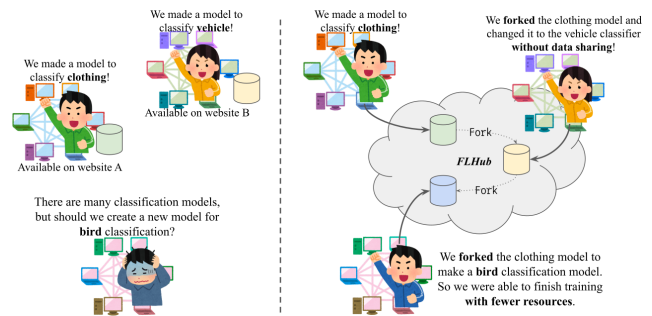 We made a model to
classify vehicle!
We made a model to
classify clothing!
Available on website B
Available on website A
There are many classification models,
but should we create a new model for
bird classification?
We made a model to
classify clothing!
We forked the clothing model and
changed it to the vehicle classifier
without data sharing!
Fork
FLHub
Fork
We forked the clothing model to
make a bird classification model.
So we were able to finish training
with fewer resources.